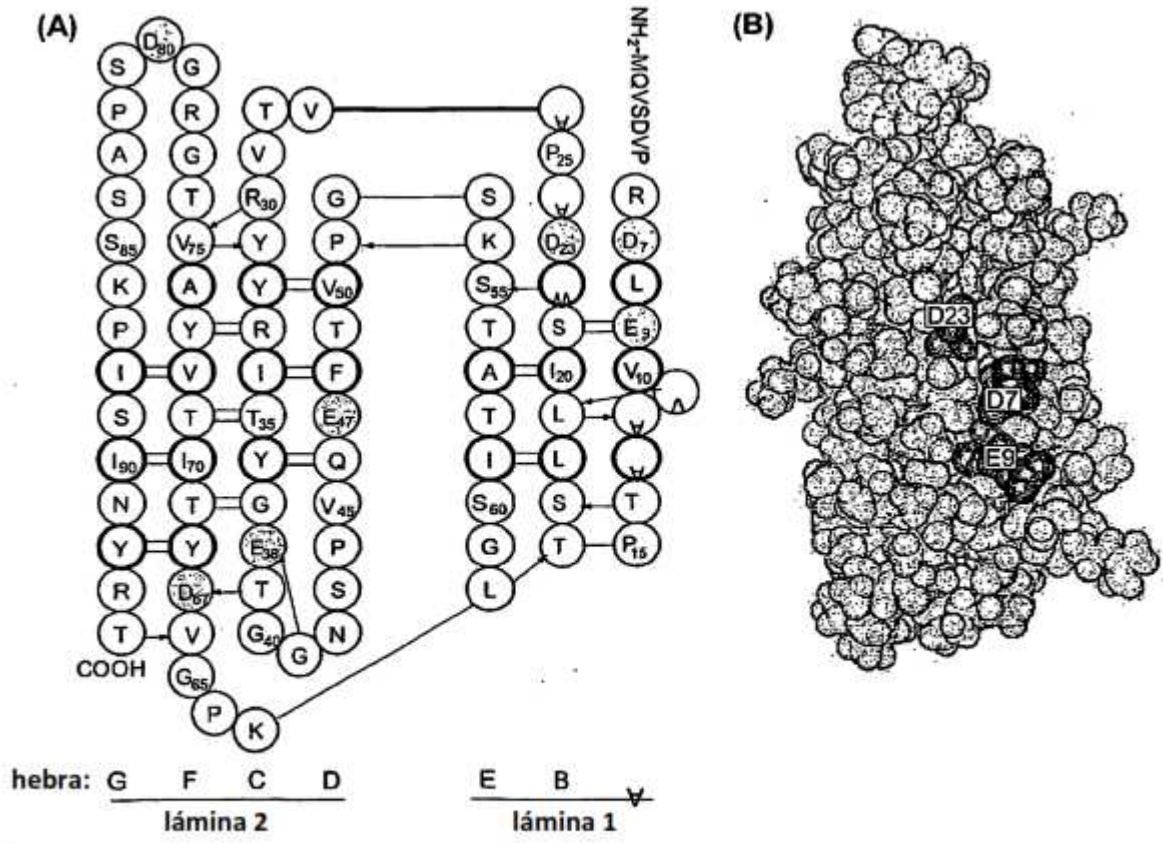 (A)
D80
S
P
A
S
S85
K
P
I
S
I90
N
Y
R
T
COOH
G
R
G
T
V75
A
Y
V
T
I70
T
Y
D67
V
G65
P
K
T
V
V
R30
Y
Y
R
I
T35
Y
G
E38
T
G40
G
N
G
P
V50
T
F
E47
Q
V45
P
S
S
K
S55
T
A
T
I
S60
G
L
A
P25
A
D23
W
S
I20
L
L
S
T
NH₂-MQVSDVP
R
D7
L
E9
V10
V
A
A
T
P15
hebra: G F C D E B A
lámina 2
lámina 1
(B)
D23
D7
E9